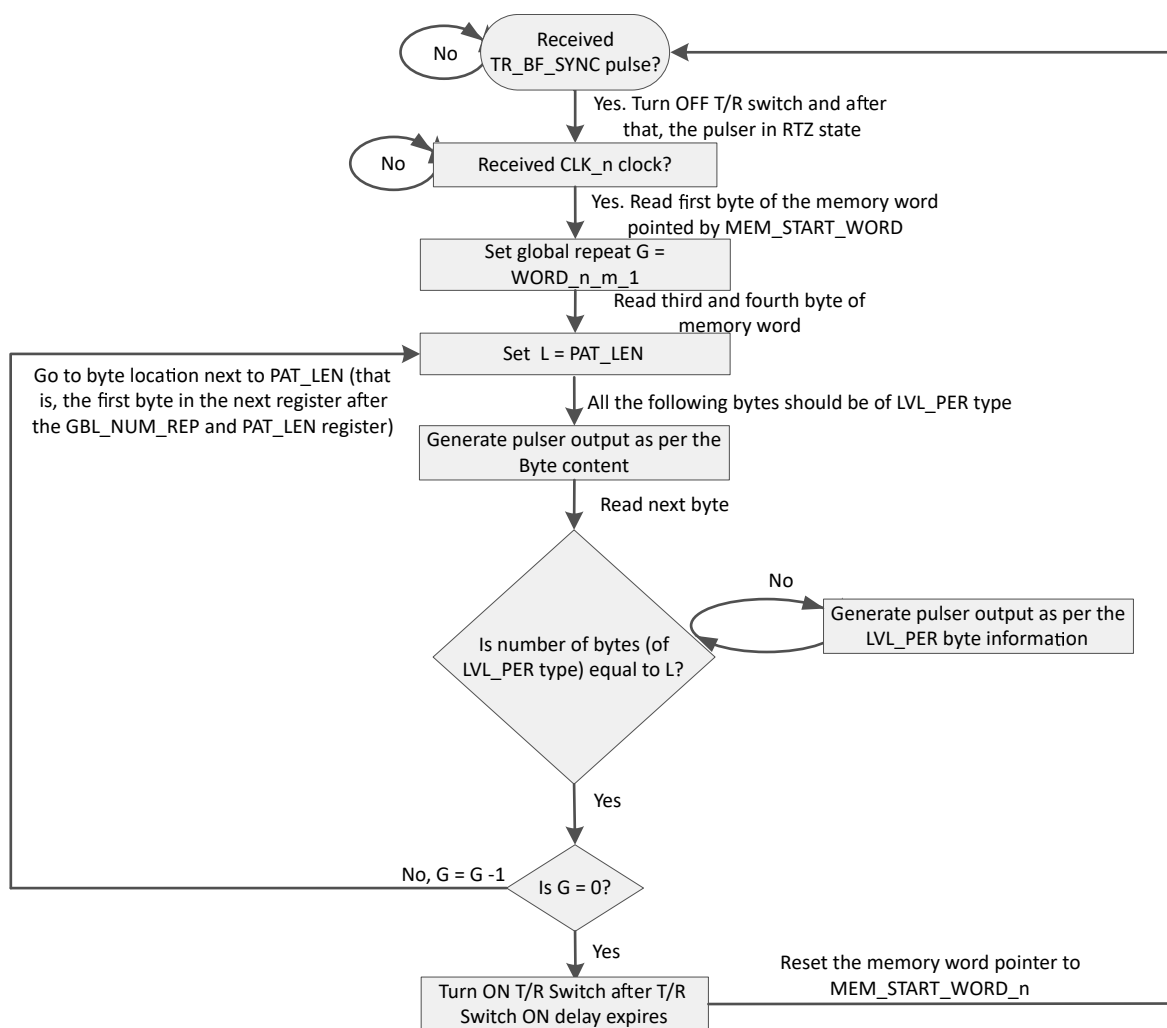 Received
TR_BF_SYNC pulse?
No
Yes. Turn OFF T/R switch and after
that, the pulser in RTZ state
No
Received CLK_n clock?
Yes. Read first byte of the memory word
pointed by MEM_START_WORD
Set global repeat G =
WORD_n_m_1
Read third and fourth byte of
memory word
Set L = PAT_LEN
Go to byte location next to PAT_LEN (that
is, the first byte in the next register after
the GBL_NUM_REP and PAT_LEN register)
All the following bytes should be of LVL_PER type
Generate pulser output as per the
Byte content
Read next byte
No
Generate pulser output as per the
LVL_PER byte information
Is number of bytes (of
LVL_PER type) equal to L?
Yes
No, G = G -1
Is G = 0?
Yes
Reset the memory word pointer to
MEM_START_WORD_n
Turn ON T/R Switch after T/R
Switch ON delay expires